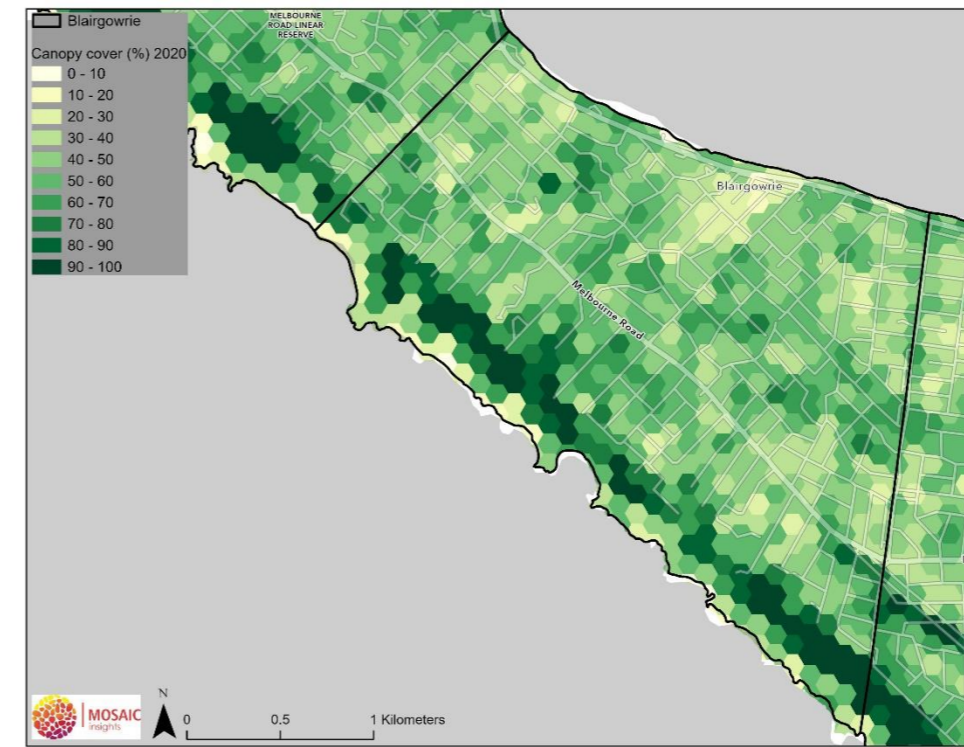 Blairgowrie
Canopy cover (%) 2020
0 - 10
10 - 20
20 - 30
30 - 40
40 - 50
50 - 60
60 - 70
70 - 80
80 - 90
90 - 100
MELBOURNE
ROAD LINEAR
RESERVE
Blairgowrie
Melbourne Road
MOSAIC
insights
N
0 0.5 1 Kilometers